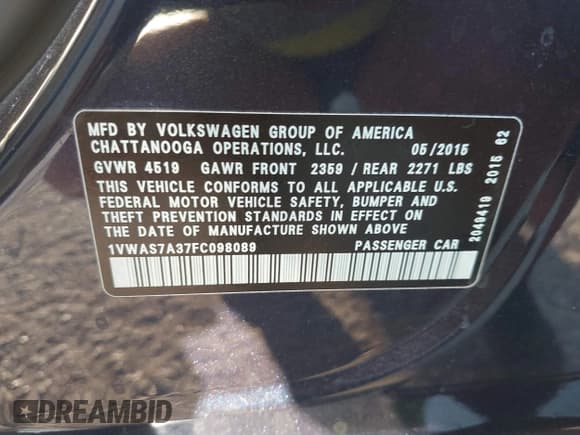 MFD BY VOLKSWAGEN GROUP OF AMERICA
CHATTANOOGA OPERATIONS, LLC. 05/2015
GVWR 4519 GAWR FRONT 2359 / REAR 2271 LBS
THIS VEHICLE CONFORMS TO ALL APPLICABLE U.S.
FEDERAL MOTOR VEHICLE SAFETY, BUMPER AND
THEFT PREVENTION STANDARDS IN EFFECT ON
THE DATE OF MANUFACTURE SHOWN ABOVE
1VWAS7A37FC098089 PASSENGER CAR
2049419 2015 62
DREAMBID